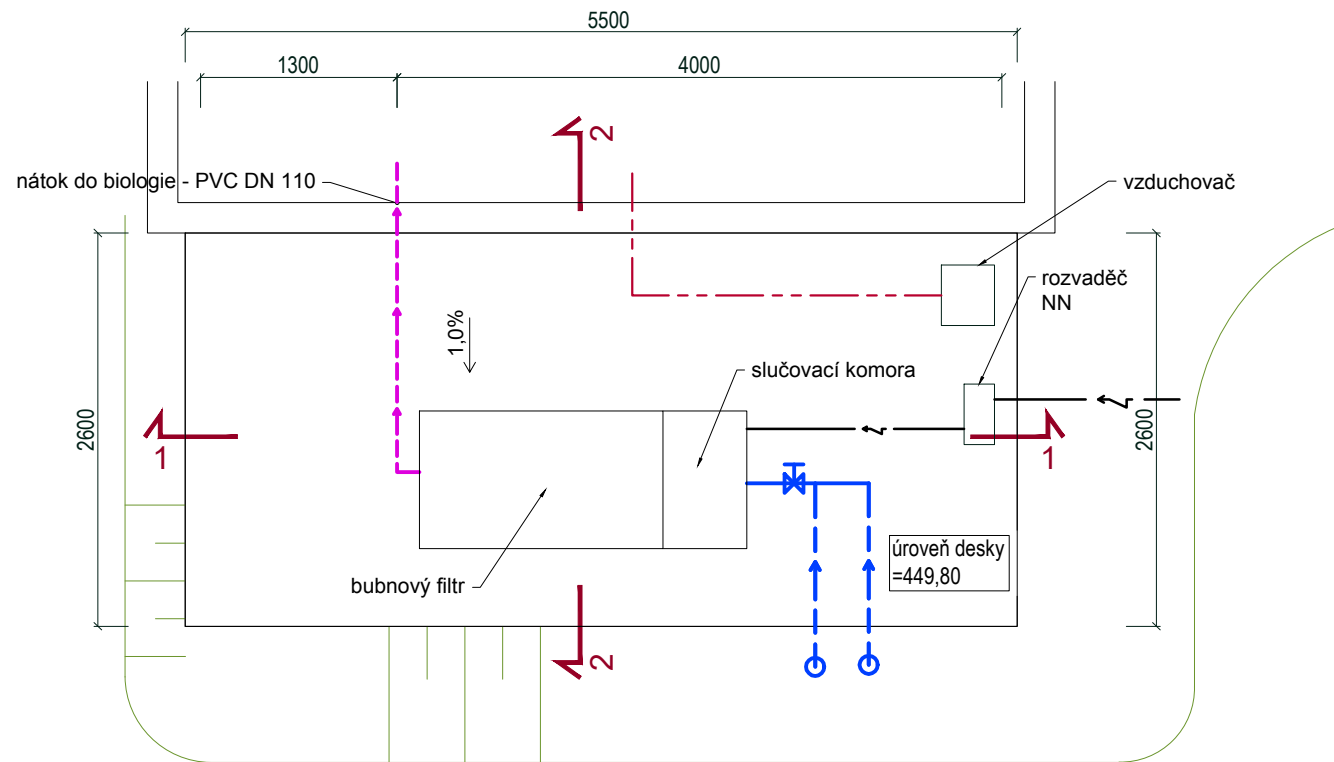 5500
1300
4000
2
nátok do biologie - PVC DN 110
vzduchovač
rozvaděč
NN
1,0%
slučovací komora
2600
2600
1
1
úroveň desky
=449,80
bubnový filtr
2